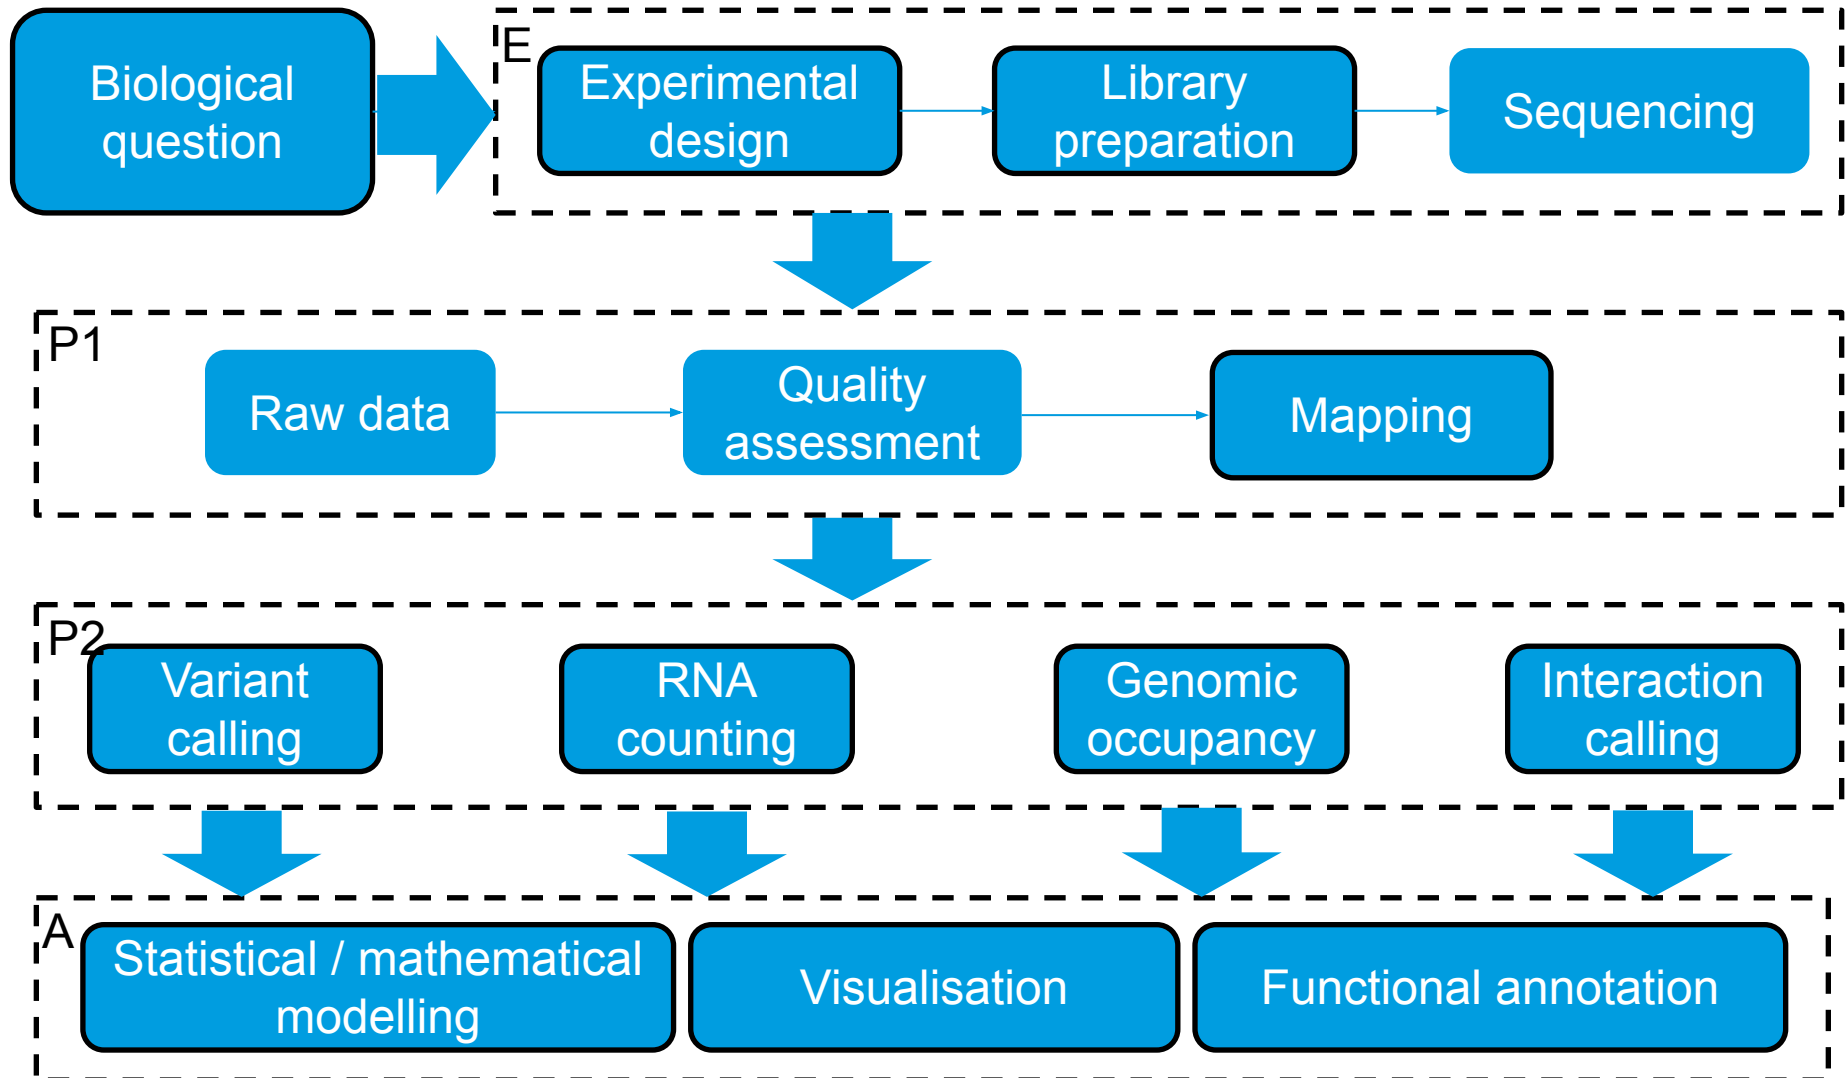 Biological
question
E
Experimental
design
Library
preparation
Sequencing
P1
Raw data
Quality
assessment
Mapping
P2
Variant
calling
RNA
counting
Genomic
occupancy
Interaction
calling
A
Statistical / mathematical
modelling
Visualisation
Functional annotation